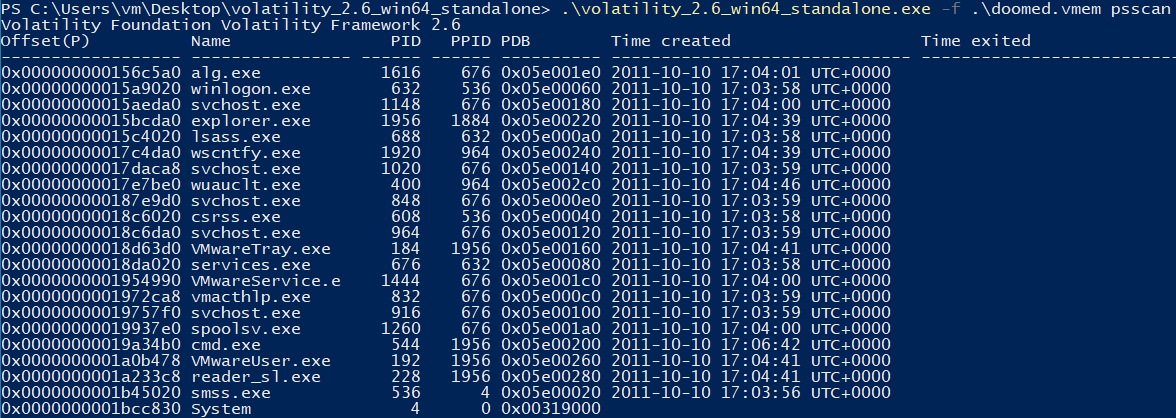 PS C:\Users\vm\Desktop\volatility_2.6_win64_standalone> .\volatility_2.6_win64_standalone.exe -f .\doomed.vmem psscan
Volatility Foundation Volatility Framework 2.6
Offset(P)          Name                PID   PPID PDB        Time created                   Time exited
------------------ ---------------- ------ ------ ---------- ------------------------------ ----------------------------
0x000000000156c5a0 alg.exe            1616    676 0x05e001e0 2011-10-10 17:04:01 UTC+0000
0x00000000015a9020 winlogon.exe        632    536 0x05e00060 2011-10-10 17:03:58 UTC+0000
0x00000000015aeda0 svchost.exe        1148    676 0x05e00180 2011-10-10 17:04:00 UTC+0000
0x00000000015bcda0 explorer.exe       1956   1884 0x05e00220 2011-10-10 17:04:39 UTC+0000
0x00000000015c4020 lsass.exe           688    632 0x05e000a0 2011-10-10 17:03:58 UTC+0000
0x00000000017c4da0 wscntfy.exe        1920    964 0x05e00240 2011-10-10 17:04:39 UTC+0000
0x00000000017daca8 svchost.exe        1020    676 0x05e00140 2011-10-10 17:03:59 UTC+0000
0x00000000017e7be0 wuauclt.exe         400    964 0x05e002c0 2011-10-10 17:04:46 UTC+0000
0x000000000187e9d0 svchost.exe         848    676 0x05e000e0 2011-10-10 17:03:59 UTC+0000
0x00000000018c6020 csrss.exe           608    536 0x05e00040 2011-10-10 17:03:58 UTC+0000
0x00000000018c6da0 svchost.exe         964    676 0x05e00120 2011-10-10 17:03:59 UTC+0000
0x00000000018d63d0 VMwareTray.exe      184   1956 0x05e00160 2011-10-10 17:04:41 UTC+0000
0x00000000018da020 services.exe        676    632 0x05e00080 2011-10-10 17:03:58 UTC+0000
0x0000000001954990 VMwareService.e    1444    676 0x05e001c0 2011-10-10 17:04:00 UTC+0000
0x0000000001972ca8 vmacthlp.exe        832    676 0x05e000c0 2011-10-10 17:03:59 UTC+0000
0x00000000019757f0 svchost.exe         916    676 0x05e00100 2011-10-10 17:03:59 UTC+0000
0x00000000019937e0 spoolsv.exe        1260    676 0x05e001a0 2011-10-10 17:04:00 UTC+0000
0x00000000019a34b0 cmd.exe             544   1956 0x05e00200 2011-10-10 17:06:42 UTC+0000
0x0000000001a0b478 VMwareUser.exe      192   1956 0x05e00260 2011-10-10 17:04:41 UTC+0000
0x0000000001a233c8 reader_sl.exe       228   1956 0x05e00280 2011-10-10 17:04:41 UTC+0000
0x0000000001b45020 smss.exe            536      4 0x05e00020 2011-10-10 17:03:56 UTC+0000
0x0000000001bcc830 System                4      0 0x00319000